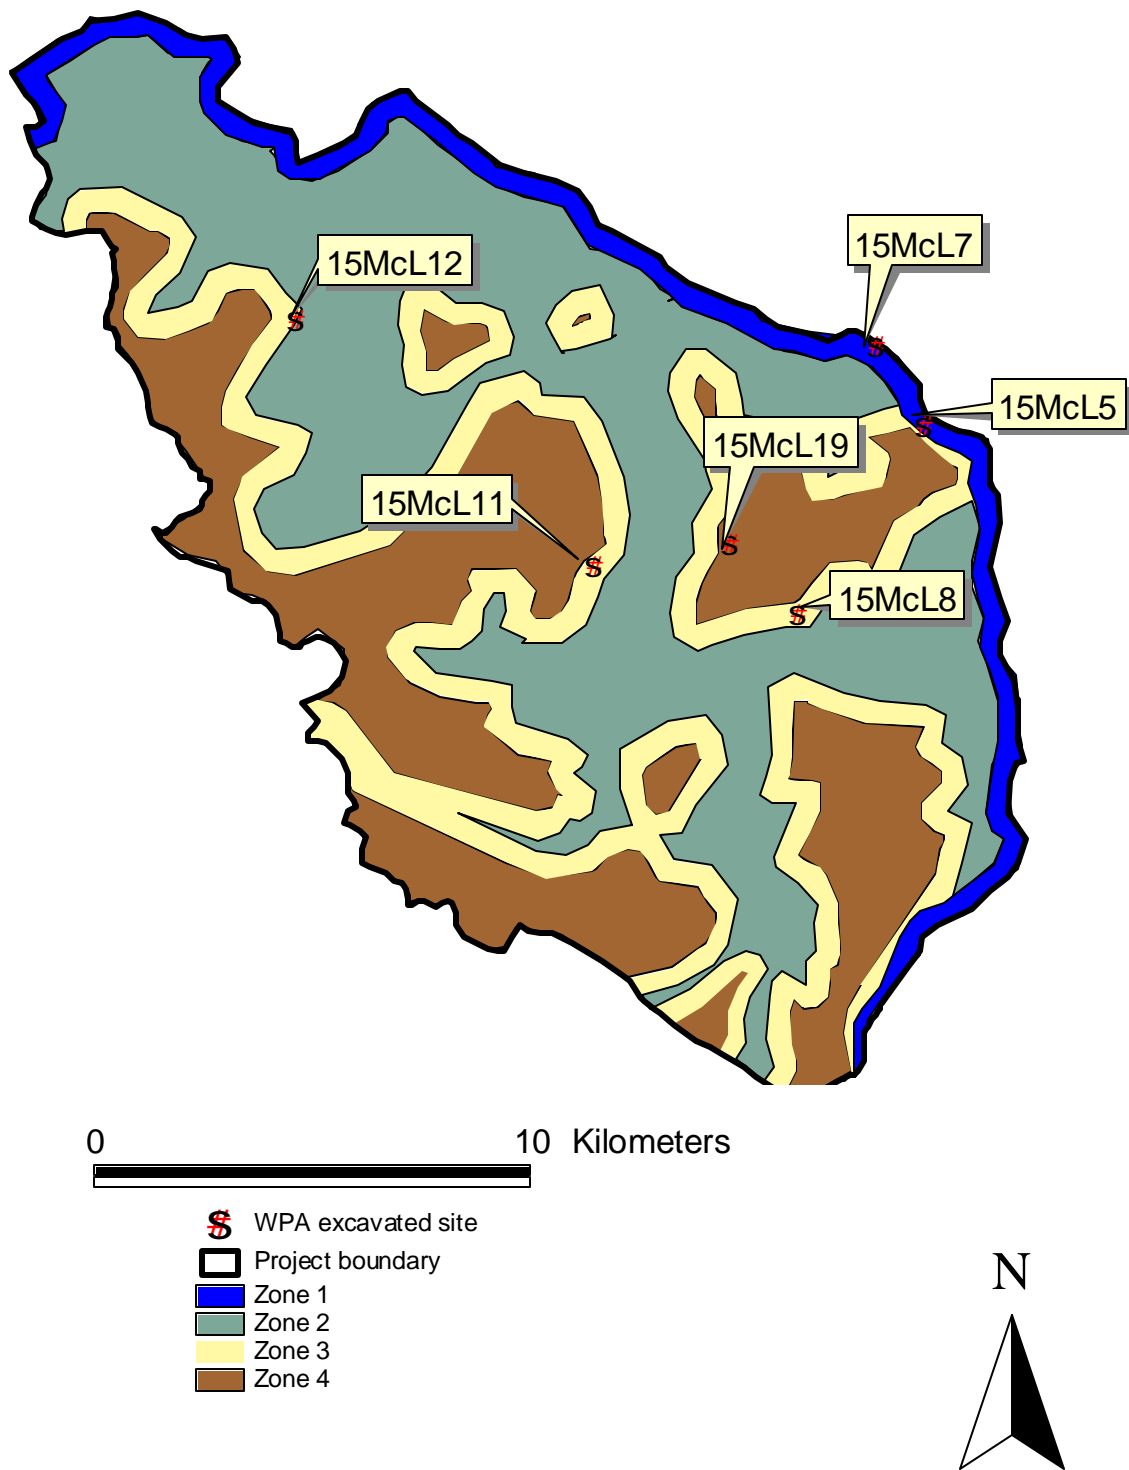 15McL7
15McL12
15McL5
15McL19
15McL11
15McL8
0 10 Kilometers
WPA excavated site
Project boundary
Zone 1
Zone 2
Zone 3
Zone 4
N